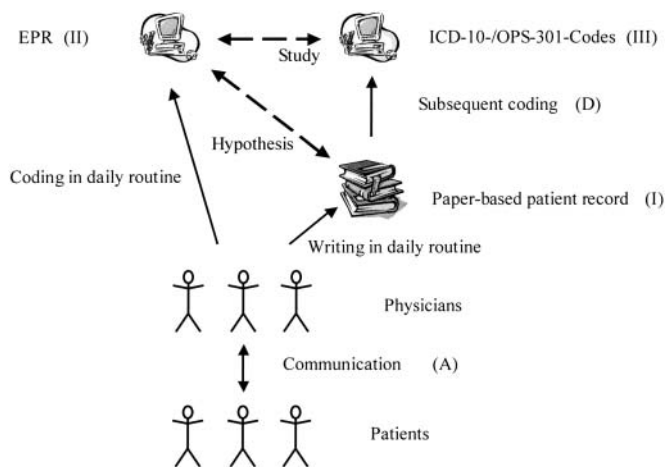 EPR (II)
ICD-10-/OPS-301-Codes (III)
Study
Subsequent coding (D)
Hypothesis
Coding in daily routine
Paper-based patient record (I)
Writing in daily routine
Physicians
Communication (A)
Patients